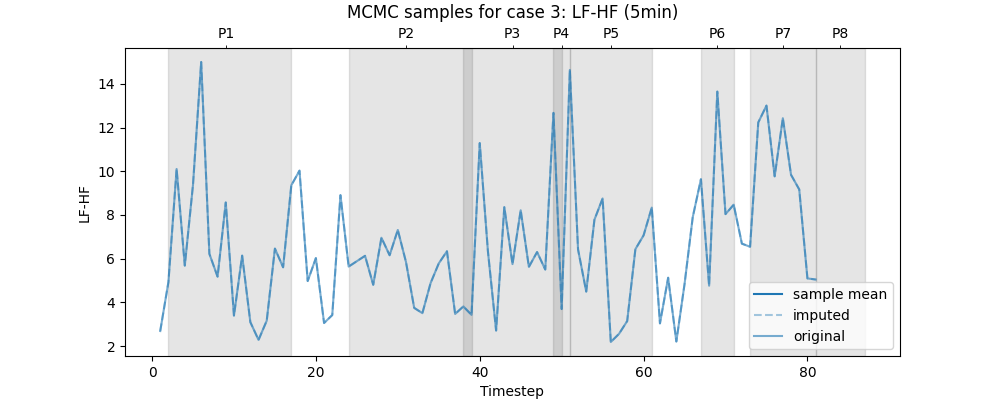 MCMC samples for case 3: LF-HF (5min)
P1 P2 P3 P4 P5 P6 P7 P8
14
12
10
8
6
4
2
LF-HF
sample mean
imputed
original
0 20 40 60 80
Timestep